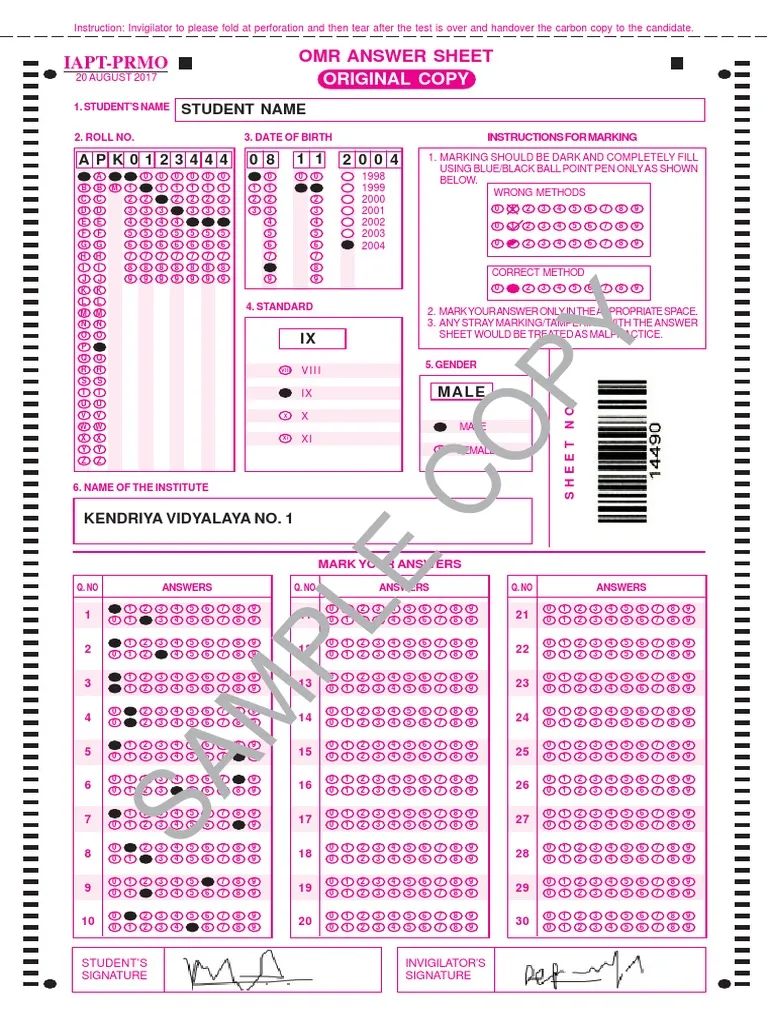 Instruction: Invigilator to please fold at perforation and then tear after the test is over and handover the carbon copy to the candidate.
IAPT-PRMO
20 AUGUST 2017
OMR ANSWER SHEET
ORIGINAL COPY
1. STUDENT'S NAME
STUDENT NAME
2. ROLL NO.
A P K 0 1 2 3 4 4 4
3. DATE OF BIRTH
0 8 1 1 2 0 0 4
1998
1999
2000
2001
2002
2003
2004
4. STANDARD
IX
VIII VIII
IX
X X
XI XI
INSTRUCTIONS FOR MARKING
1. MARKING SHOULD BE DARK AND COMPLETELY FILL
USING BLUE/BLACK BALL POINT PEN ONLY AS SHOWN
BELOW.
WRONG METHODS
CORRECT METHOD
2. MARK YOUR ANSWER ONLY IN THE APPROPRIATE SPACE.
3. ANY STRAY MARKING/TAMPERING WITH THE ANSWER
SHEET WOULD BE TREATED AS MALPRACTICE.
5. GENDER
MALE
MALE
FEMALE
SHEET NO
14490
6. NAME OF THE INSTITUTE
KENDRIYA VIDYALAYA NO. 1
MARK YOUR ANSWERS
Q. NO ANSWERS
1
2
3
4
5
6
7
8
9
10
Q. NO ANSWERS
13
14
15
16
17
18
19
20
Q. NO ANSWERS
21
22
23
24
25
26
27
28
29
30
SAMPLE COPY
STUDENT'S
SIGNATURE
INVIGILATOR'S
SIGNATURE